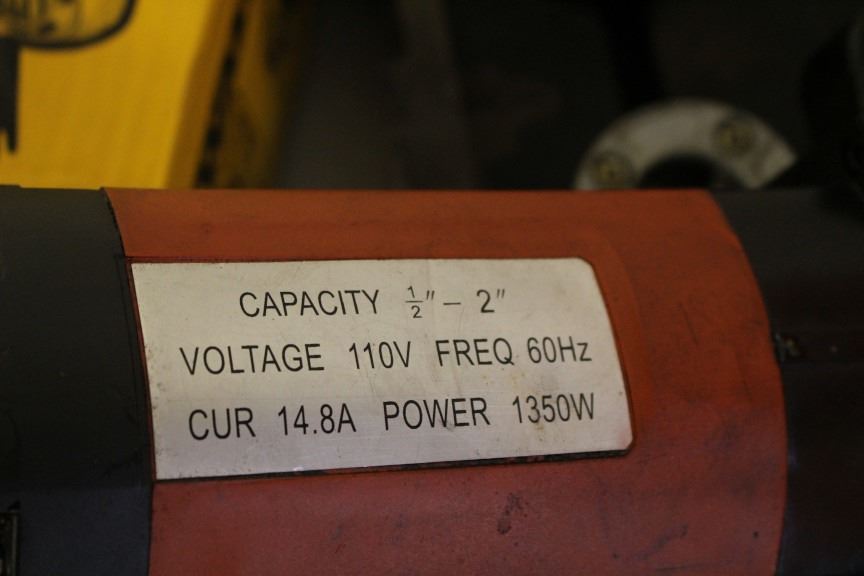 CAPACITY ½" – 2"
VOLTAGE 110V FREQ 60Hz
CUR 14.8A POWER 1350W